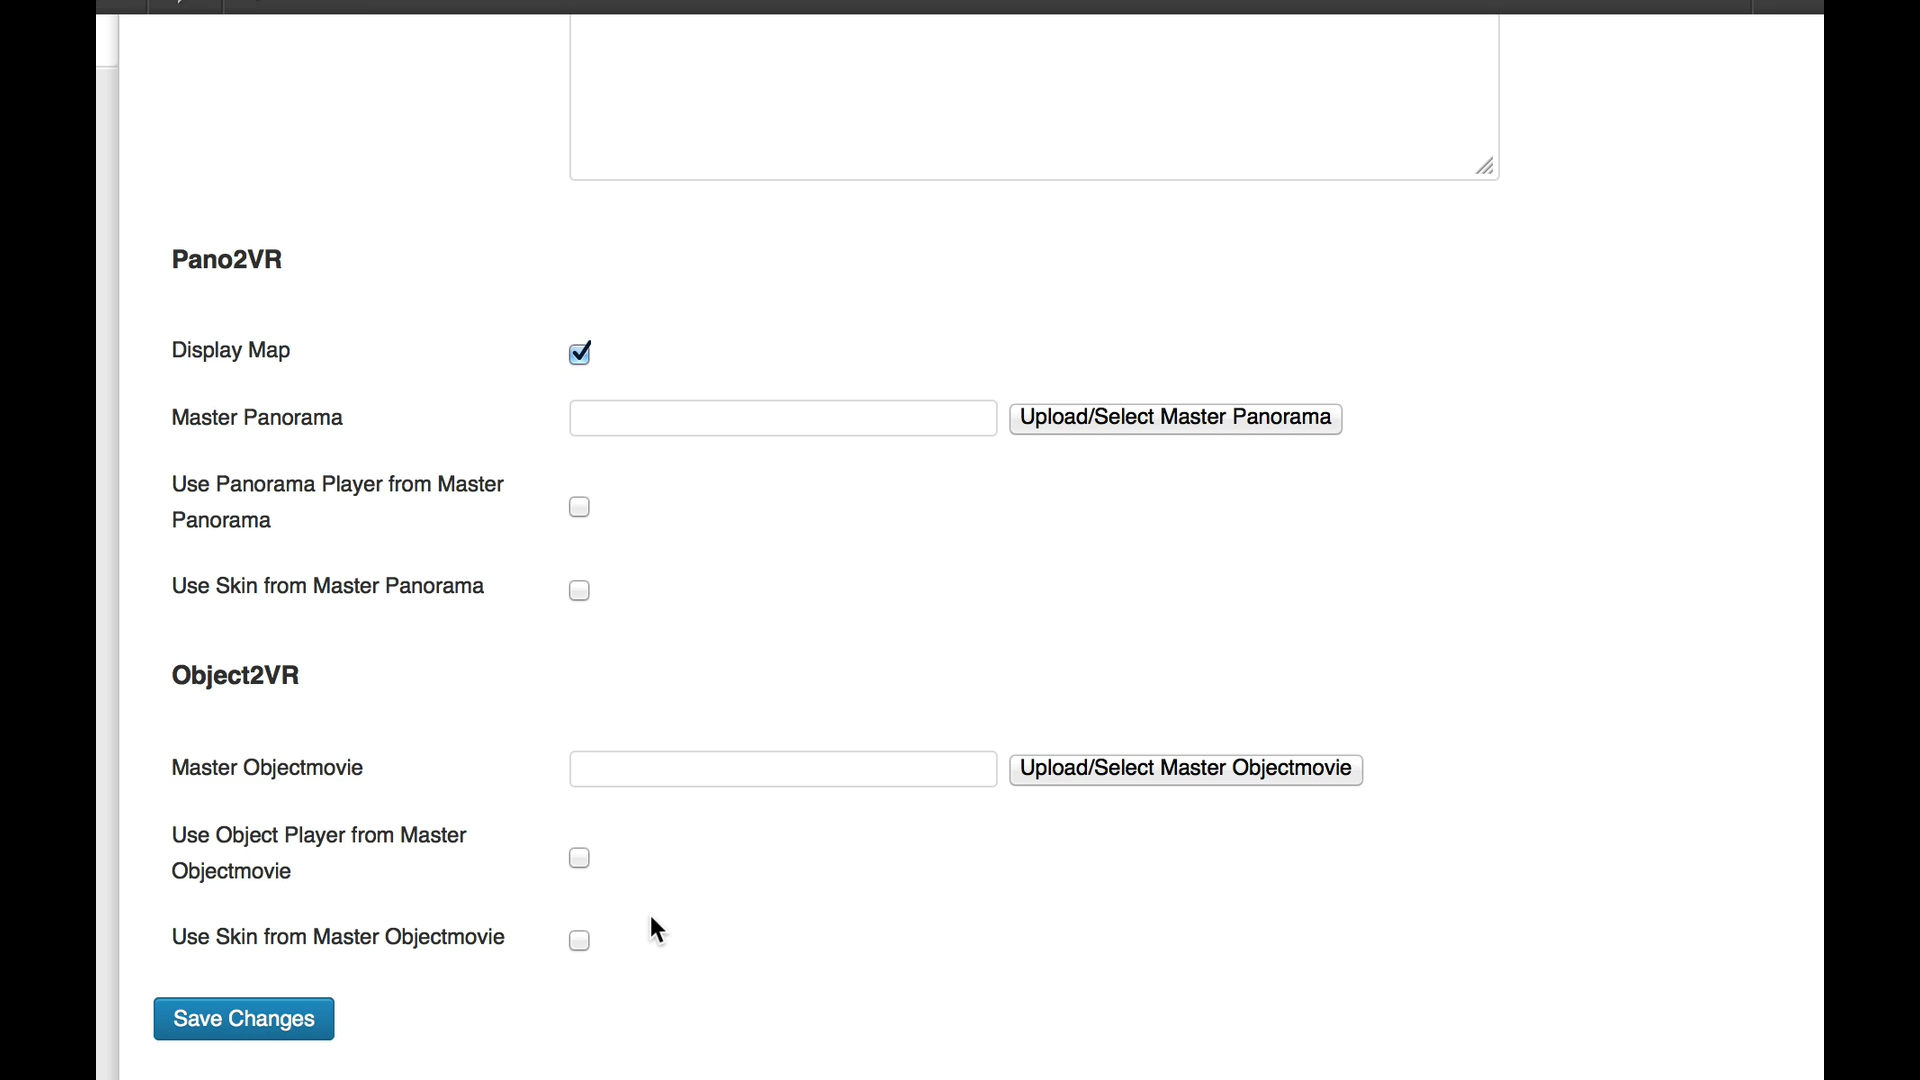 Pano2VR
Display Map
Master Panorama
Upload/Select Master Panorama
Use Panorama Player from Master
Panorama
Use Skin from Master Panorama
Object2VR
Master Objectmovie
Upload/Select Master Objectmovie
Use Object Player from Master
Objectmovie
Use Skin from Master Objectmovie
Save Changes